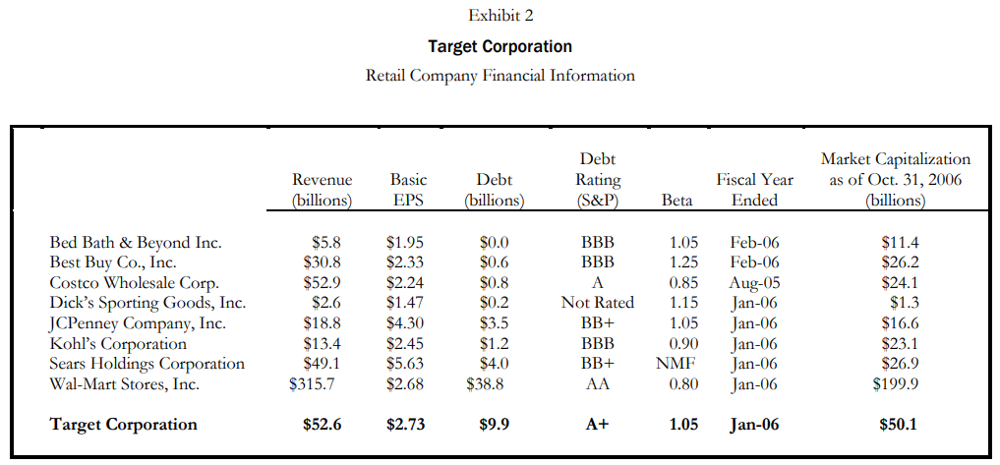 Exhibit 2
Target Corporation
Retail Company Financial Information
Debt Market Capitalization
Revenue Basic Debt Rating Fiscal Year as of Oct. 31, 2006
(billions) EPS (billions) (S&P) Beta Ended (billions)
Bed Bath & Beyond Inc. $5.8 $1.95 $0.0 BBB 1.05 Feb-06 $11.4
Best Buy Co., Inc. $30.8 $2.33 $0.6 BBB 1.25 Feb-06 $26.2
Costco Wholesale Corp. $52.9 $2.24 $0.8 A 0.85 Aug-05 $24.1
Dick's Sporting Goods, Inc. $2.6 $1.47 $0.2 Not Rated 1.15 Jan-06 $1.3
JCPenney Company, Inc. $18.8 $4.30 $3.5 BB+ 1.05 Jan-06 $16.6
Kohl's Corporation $13.4 $2.45 $1.2 BBB 0.90 Jan-06 $23.1
Sears Holdings Corporation $49.1 $5.63 $4.0 BB+ NMF Jan-06 $26.9
Wal-Mart Stores, Inc. $315.7 $2.68 $38.8 AA 0.80 Jan-06 $199.9
Target Corporation $52.6 $2.73 $9.9 A+ 1.05 Jan-06 $50.1